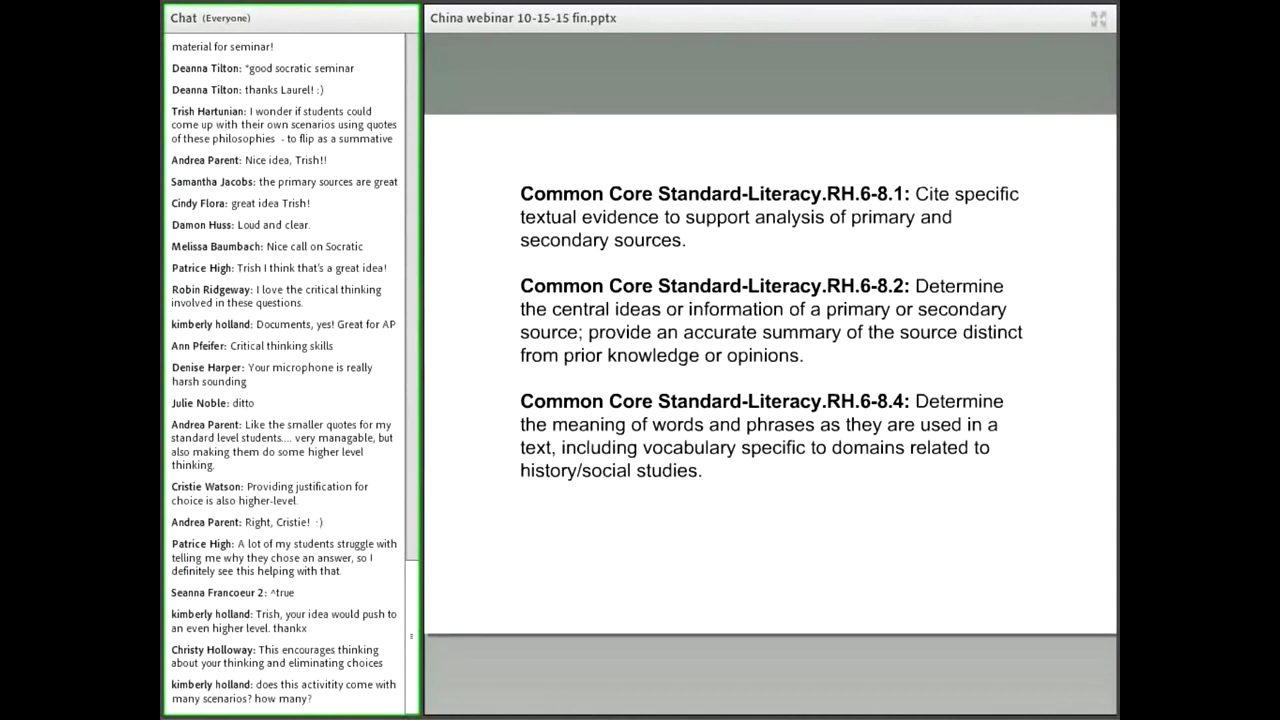 Chat (Everyone)
material for seminar!
Deanna Tilton: *good socratic seminar
Deanna Tilton: thanks Laurel! :)
Trish Hartunian: I wonder if students could
come up with their own scenarios using quotes
of these philosophies - to flip as a summative
Andrea Parent: Nice idea, Trish!!
Samantha Jacobs: the primary sources are great
Cindy Flora: great idea Trish!
Damon Huss: Loud and clear.
Melissa Baumbach: Nice call on Socratic
Patrice High: Trish I think that's a great idea!
Robin Ridgeway: I love the critical thinking
involved in these questions.
kimberly holland: Documents, yes! Great for AP
Ann Pfeifer: Critical thinking skills
Denise Harper: Your microphone is really
harsh sounding
Julie Noble: ditto
Andrea Parent: Like the smaller quotes for my
standard level students.... very managable, but
also making them do some higher level
thinking.
Cristie Watson: Providing justification for
choice is also higher-level.
Andrea Parent: Right, Cristie! :)
Patrice High: A lot of my students struggle with
telling me why they chose an answer, so I
definitely see this helping with that.
Seanna Francoeur 2: ^true
kimberly holland: Trish, your idea would push to
an even higher level. thankx
Christy Holloway: This encourages thinking
about your thinking and eliminating choices
kimberly holland: does this activitity come with
many scenarios? how many?
China webinar 10-15-15 fin.pptx
Common Core Standard-Literacy.RH.6-8.1: Cite specific
textual evidence to support analysis of primary and
secondary sources.
Common Core Standard-Literacy.RH.6-8.2: Determine
the central ideas or information of a primary or secondary
source; provide an accurate summary of the source distinct
from prior knowledge or opinions.
Common Core Standard-Literacy.RH.6-8.4: Determine
the meaning of words and phrases as they are used in a
text, including vocabulary specific to domains related to
history/social studies.